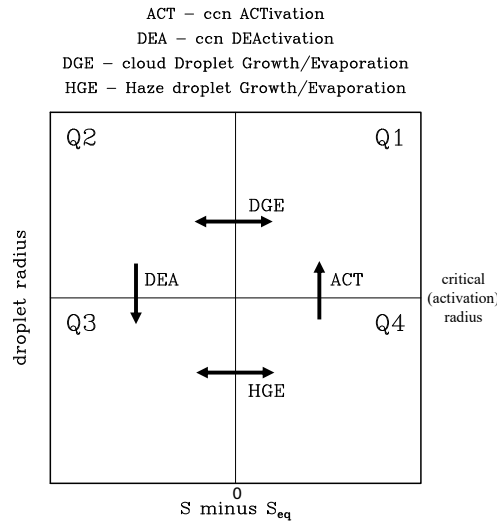 ACT – ccn ACTivation
DEA – ccn DEActivation
DGE – cloud Droplet Growth/Evaporation
HGE – Haze droplet Growth/Evaporation
Q2
Q1
DGE
droplet radius
DEA
ACT
critical
(activation)
radius
Q3
Q4
HGE
0
S minus Seq